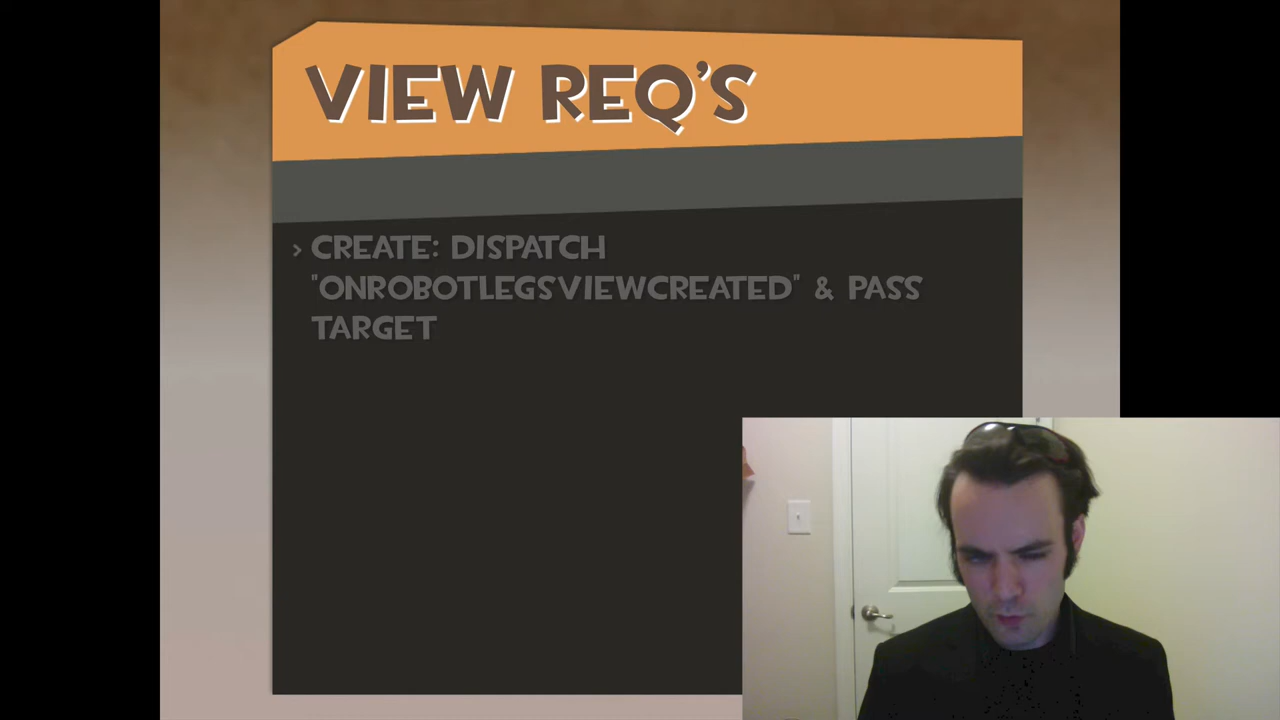 VIEW REQ'S
> CREATE: DISPATCH
"ONROBOTLEGSVIEWCREATED" & PASS
TARGET